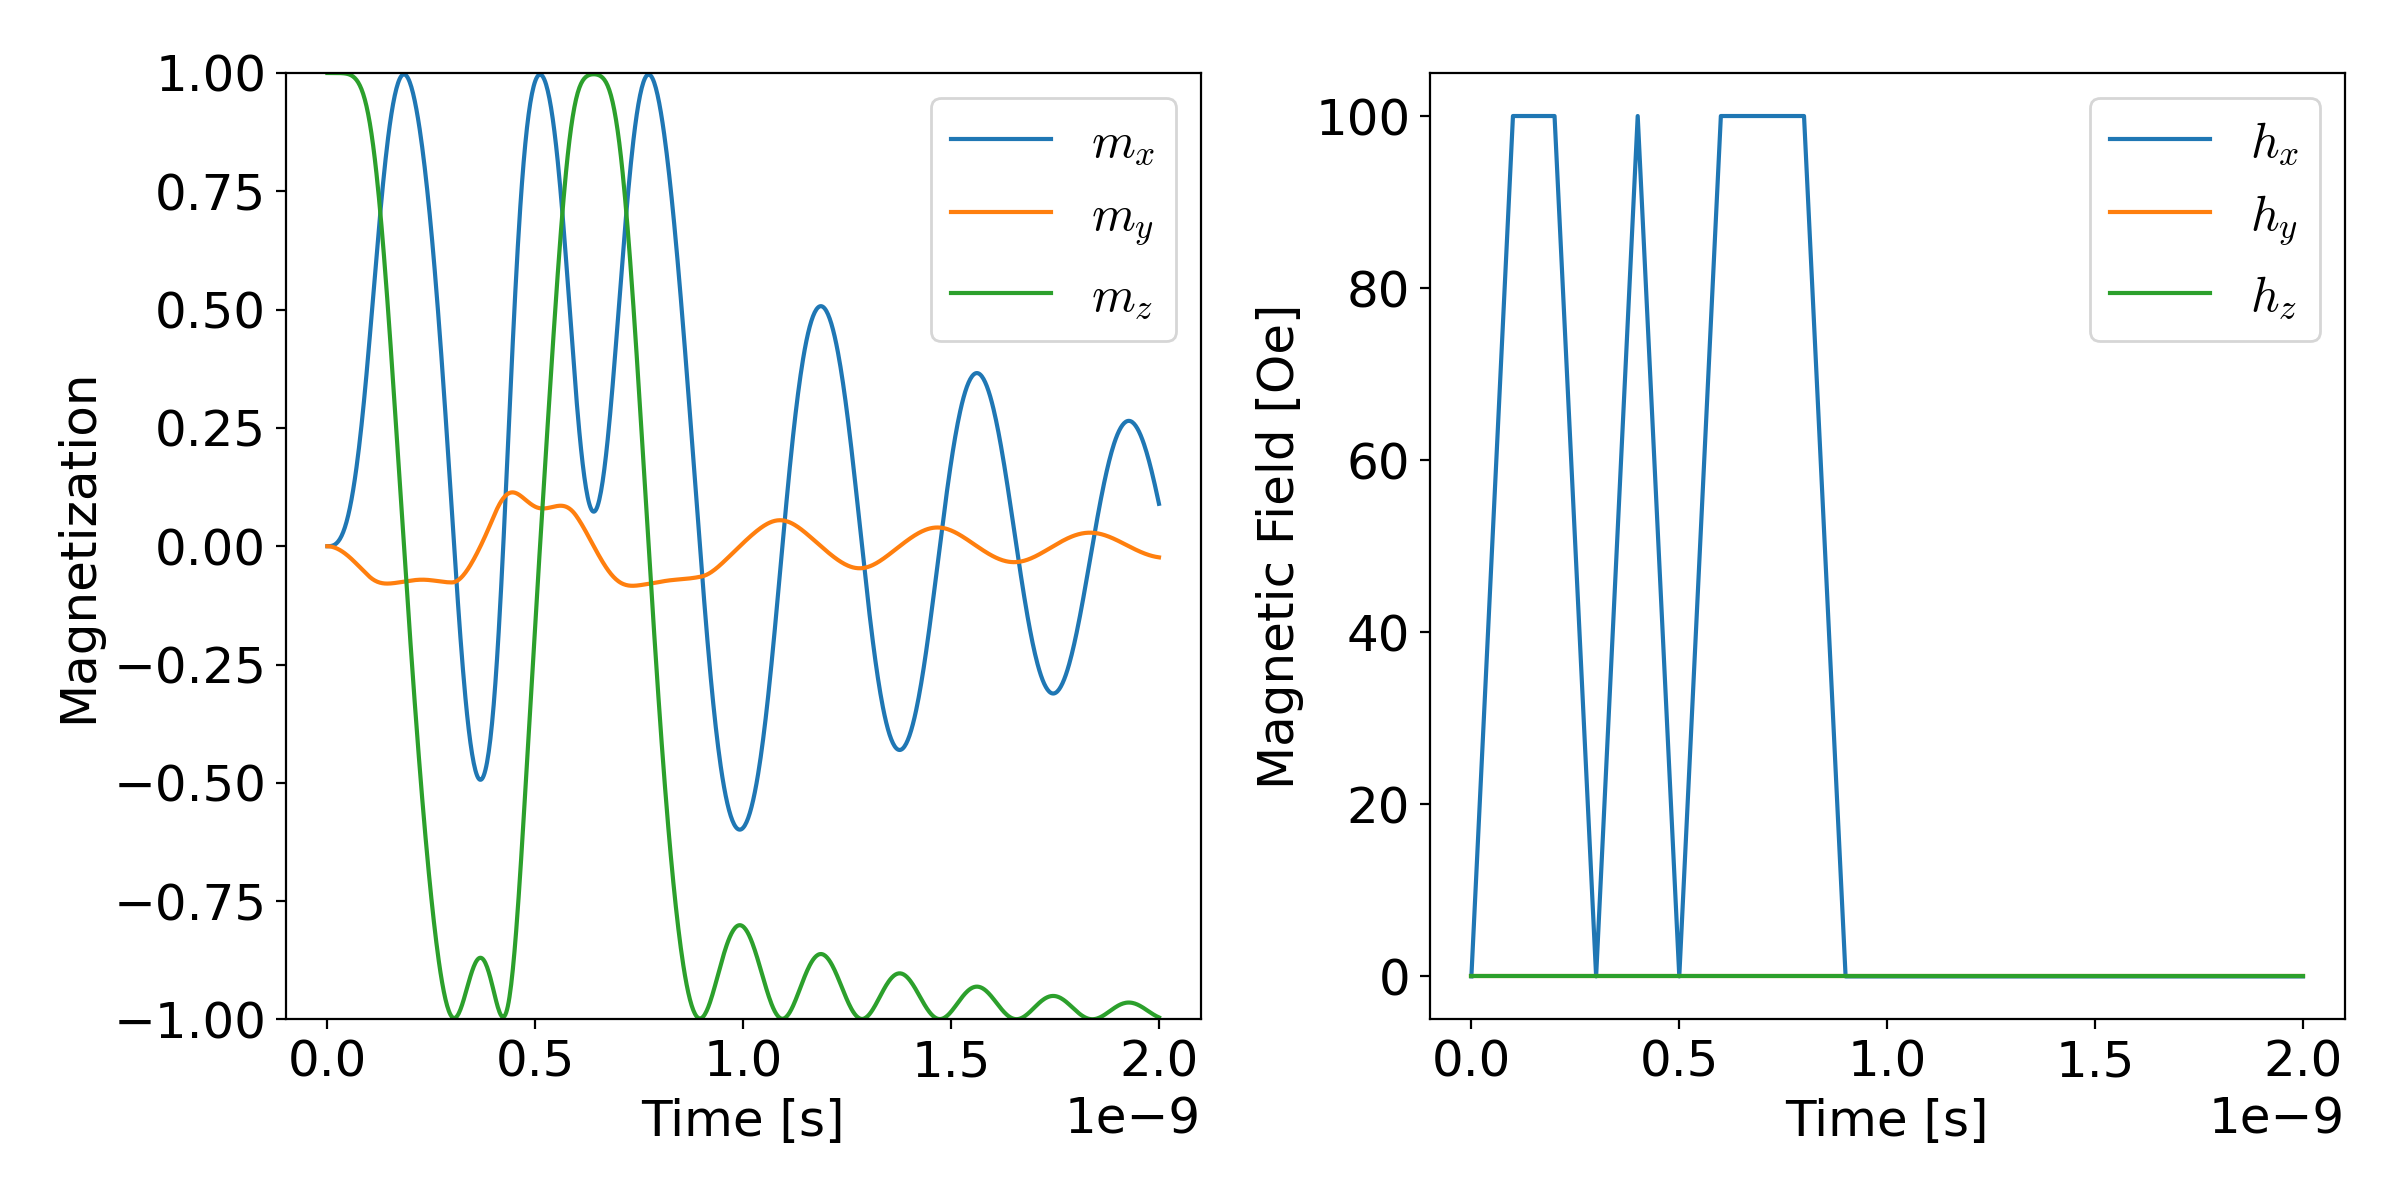 Magnetization
1.00
0.75
0.50
0.25
0.00
−0.25
−0.50
−0.75
−1.00
0.0 0.5 1.0 1.5 2.0
Time [s]
1e−9
m_x
m_y
m_z
Magnetic Field [Oe]
100
80
60
40
20
0
0.0 0.5 1.0 1.5 2.0
Time [s]
1e−9
h_x
h_y
h_z